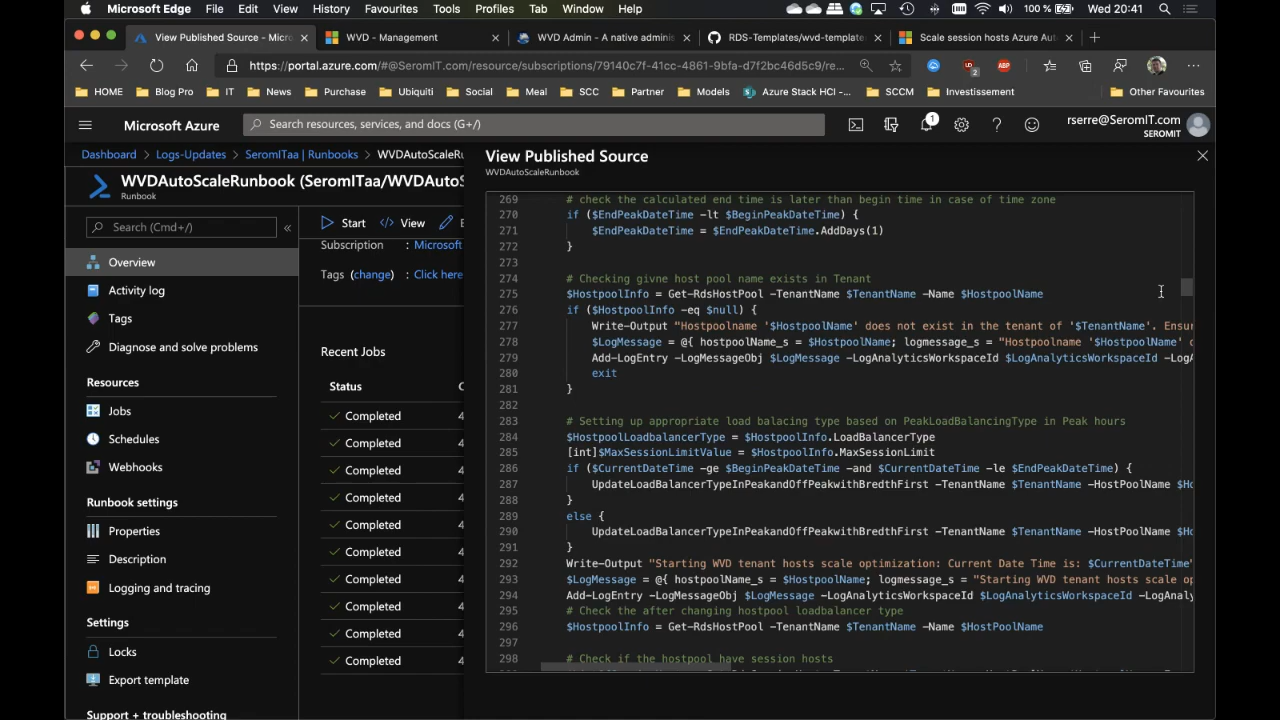 Microsoft Edge File Edit View History Favourites Tools Profiles Tab Window Help 100 % Wed 20:41
View Published Source - Micro
WVD - Management
WVD Admin - A native adminis
RDS-Templates/wvd-template
Scale session hosts Azure Aut
https://portal.azure.com/#@SeromIT.com/resource/subscriptions/79140c7f-41cc-4861-9bfa-d7f2bc46d5c9/re...
HOME Blog Pro IT News Purchase Ubiquiti Social Meal SCC Partner Models Azure Stack HCI -... SCCM Investissement Other Favourites
Microsoft Azure
Search resources, services, and docs (G+/)
1
rserre@SeromIT.com
SEROMIT
Dashboard > Logs-Updates > SeromITaa | Runbooks > WVDAutoScaleRu
WVDAutoScaleRunbook (SeromITaa/WVDAutoS
Runbook
Search (Cmd+/)
Overview
Activity log
Tags
Diagnose and solve problems
Resources
Jobs
Schedules
Webhooks
Runbook settings
Properties
Description
Logging and tracing
Settings
Locks
Export template
Support + troubleshooting
Start View E
Subscription : Microsoft
Tags (change) : Click here
Recent Jobs
Status C
Completed 4
Completed 4
Completed 4
Completed 4
Completed 4
Completed 4
Completed 4
Completed 4
Completed 4
Completed 4
View Published Source
WVDAutoScaleRunbook
269 # check the calculated end time is later than begin time in case of time zone
270 if ($EndPeakDateTime -lt $BeginPeakDateTime) {
271 $EndPeakDateTime = $EndPeakDateTime.AddDays(1)
272 }
273
274 # Checking givne host pool name exists in Tenant
275 $HostpoolInfo = Get-RdsHostPool -TenantName $TenantName -Name $HostpoolName
276 if ($HostpoolInfo -eq $null) {
277 Write-Output "Hostpoolname '$HostpoolName' does not exist in the tenant of '$TenantName'. Ensur
278 $LogMessage = @{ hostpoolName_s = $HostpoolName; logmessage_s = "Hostpoolname '$HostpoolName' d
279 Add-LogEntry -LogMessageObj $LogMessage -LogAnalyticsWorkspaceId $LogAnalyticsWorkspaceId -LogA
280 exit
281 }
282
283 # Setting up appropriate load balacing type based on PeakLoadBalancingType in Peak hours
284 $HostpoolLoadbalancerType = $HostpoolInfo.LoadBalancerType
285 [int]$MaxSessionLimitValue = $HostpoolInfo.MaxSessionLimit
286 if ($CurrentDateTime -ge $BeginPeakDateTime -and $CurrentDateTime -le $EndPeakDateTime) {
287 UpdateLoadBalancerTypeInPeakandOffPeakwithBredthFirst -TenantName $TenantName -HostPoolName $Ho
288 }
289 else {
290 UpdateLoadBalancerTypeInPeakandOffPeakwithBredthFirst -TenantName $TenantName -HostPoolName $Ho
291 }
292 Write-Output "Starting WVD tenant hosts scale optimization: Current Date Time is: $CurrentDateTime"
293 $LogMessage = @{ hostpoolName_s = $HostpoolName; logmessage_s = "Starting WVD tenant hosts scale op
294 Add-LogEntry -LogMessageObj $LogMessage -LogAnalyticsWorkspaceId $LogAnalyticsWorkspaceId -LogAnaly
295 # Check the after changing hostpool loadbalancer type
296 $HostpoolInfo = Get-RdsHostPool -TenantName $TenantName -Name $HostPoolName
297
298 # Check if the hostpool have session hosts